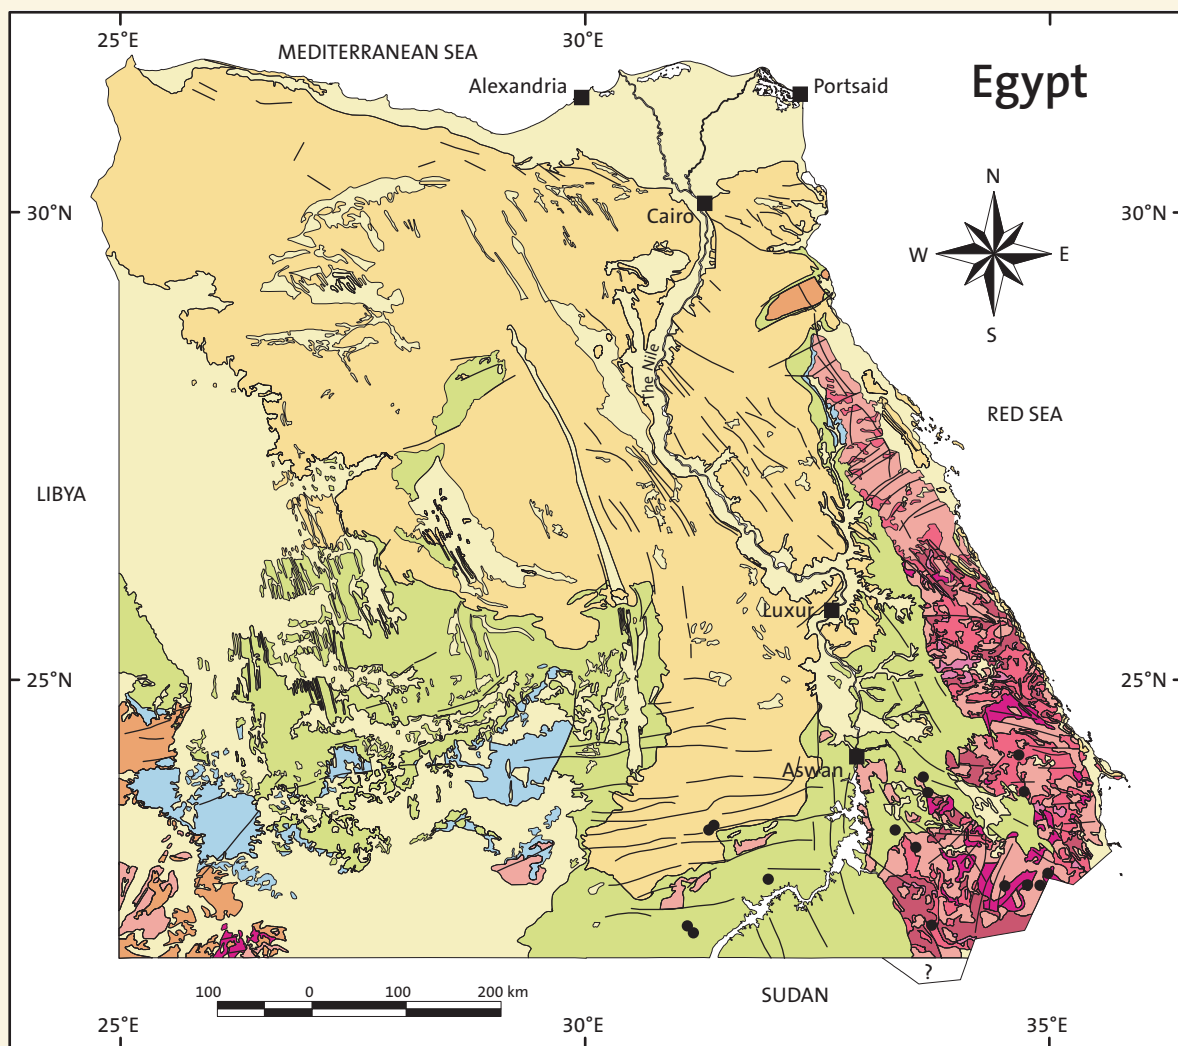 25°E
30°E
MEDITERRANEAN SEA
Alexandria
Portsaid
Egypt
N
30°N
Cairo
30°N
W
E
S
The Nile
RED SEA
LIBYA
Luxur
25°N
25°N
Aswan
?
100
0
100
200 km
SUDAN
25°E
30°E
35°E